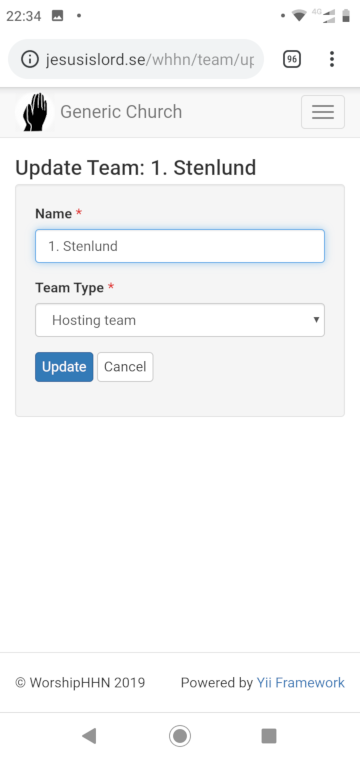 22:34
4G
jesusislord.se/whhn/team/up
96
Generic Church
Update Team: 1. Stenlund
Name *
1. Stenlund
Team Type *
Hosting team
Update Cancel
© WorshipHHN 2019 Powered by Yii Framework